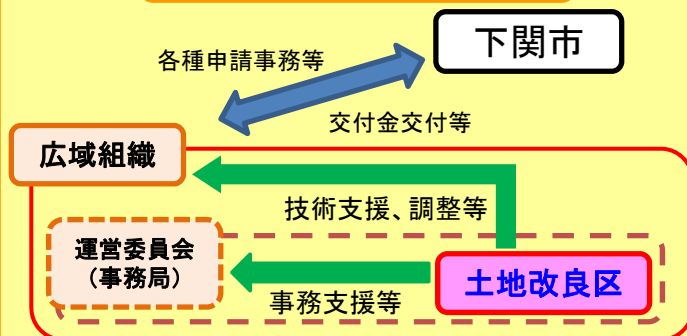 下関市
各種申請事務等
交付金交付等
広域組織
技術支援、調整等
運営委員会
（事務局）
土地改良区
事務支援等